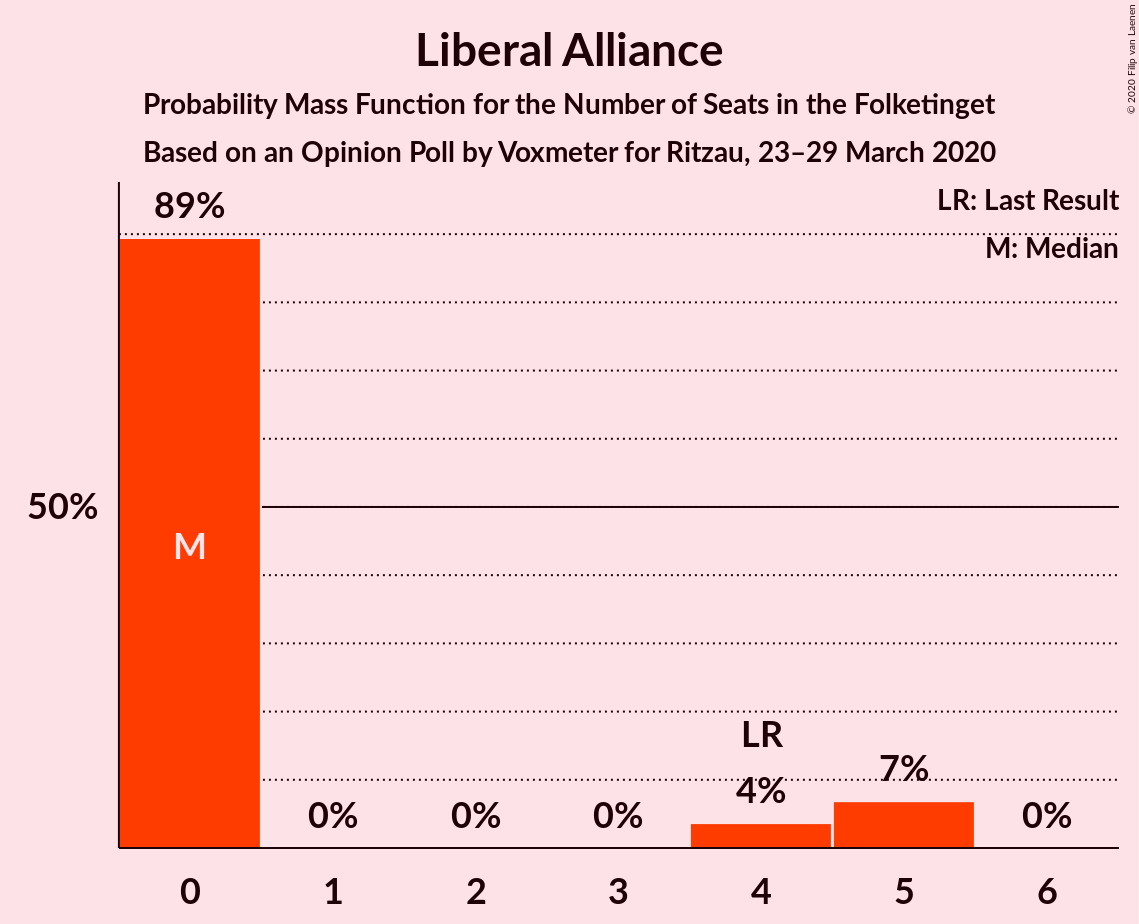 Liberal Alliance
Probability Mass Function for the Number of Seats in the Folketinget
Based on an Opinion Poll by Voxmeter for Ritzau, 23–29 March 2020
© 2020 Filip van Laenen
LR: Last Result
M: Median
89%
50%
M
LR
7%
4%
0%
0%
0%
0%
0
1
2
3
4
5
6